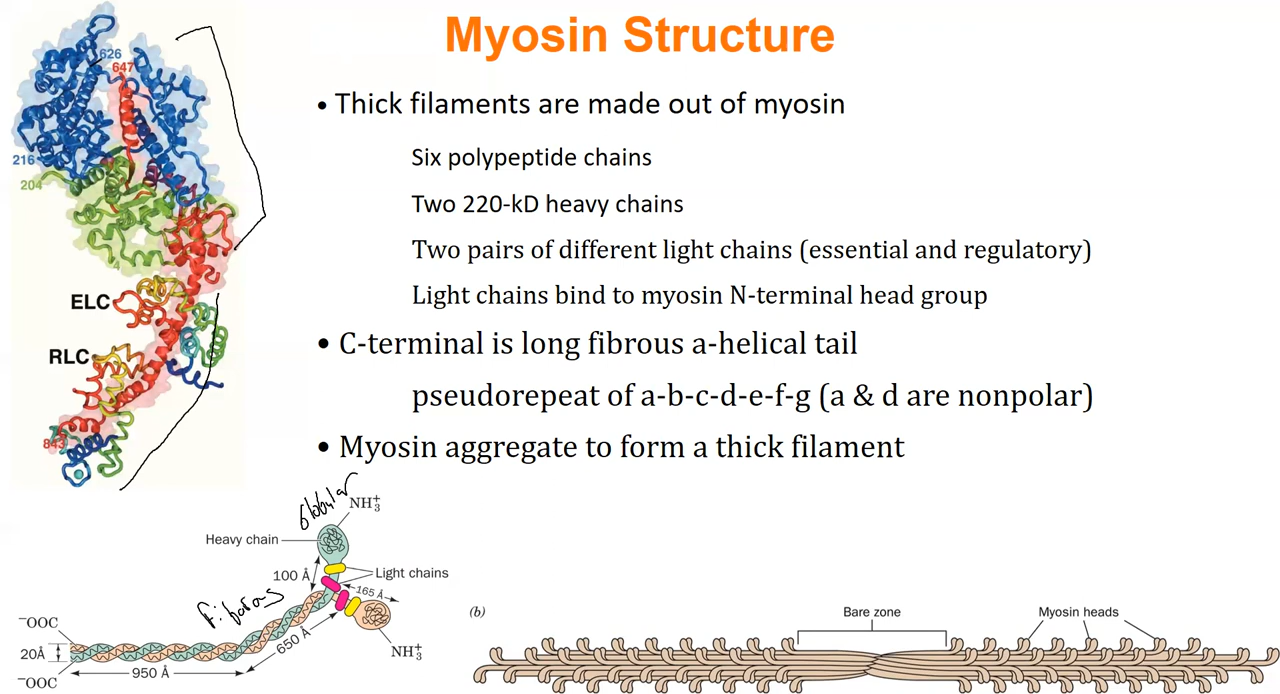 Myosin Structure
• Thick filaments are made out of myosin
Six polypeptide chains
Two 220-kD heavy chains
Two pairs of different light chains (essential and regulatory)
Light chains bind to myosin N-terminal head group
• C-terminal is long fibrous a-helical tail
pseudorepeat of a-b-c-d-e-f-g (a & d are nonpolar)
• Myosin aggregate to form a thick filament
626
647
216
204
ELC
RLC
843
Globular
NH₃⁺
Heavy chain
Light chains
100 Å
165 Å
Fibrous
⁻OOC
20Å
⁻OOC
950 Å
650 Å
NH₃⁺
(b)
Bare zone
Myosin heads